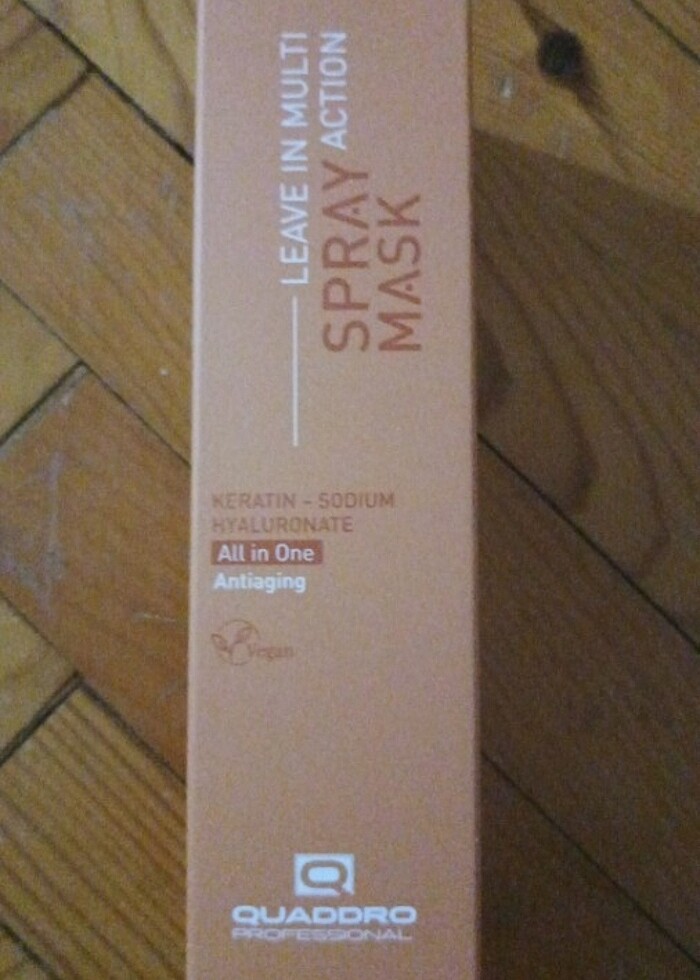 LEAVE IN MULTI
ACTION
SPRAY
MASK
KERATIN - SODIUM
HYALURONATE
All in One
Antiaging
Vegan
QUADDRO
PROFESSIONAL